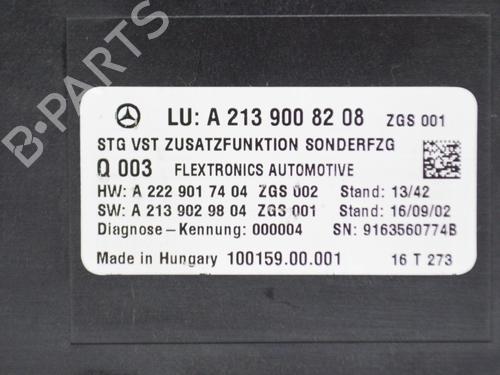 LU: A 213 900 82 08 ZGS 001
STG VST ZUSATZFUNKTION SONDERFZG
Q 003 FLEXTRONICS AUTOMOTIVE
HW: A 222 901 74 04 ZGS 002 Stand: 13/42
SW: A 213 902 98 04 ZGS 001 Stand: 16/09/02
Diagnose-Kennung: 000004 SN: 9163560774B
Made in Hungary 100159.00.001 16 T 273
B-PARTS